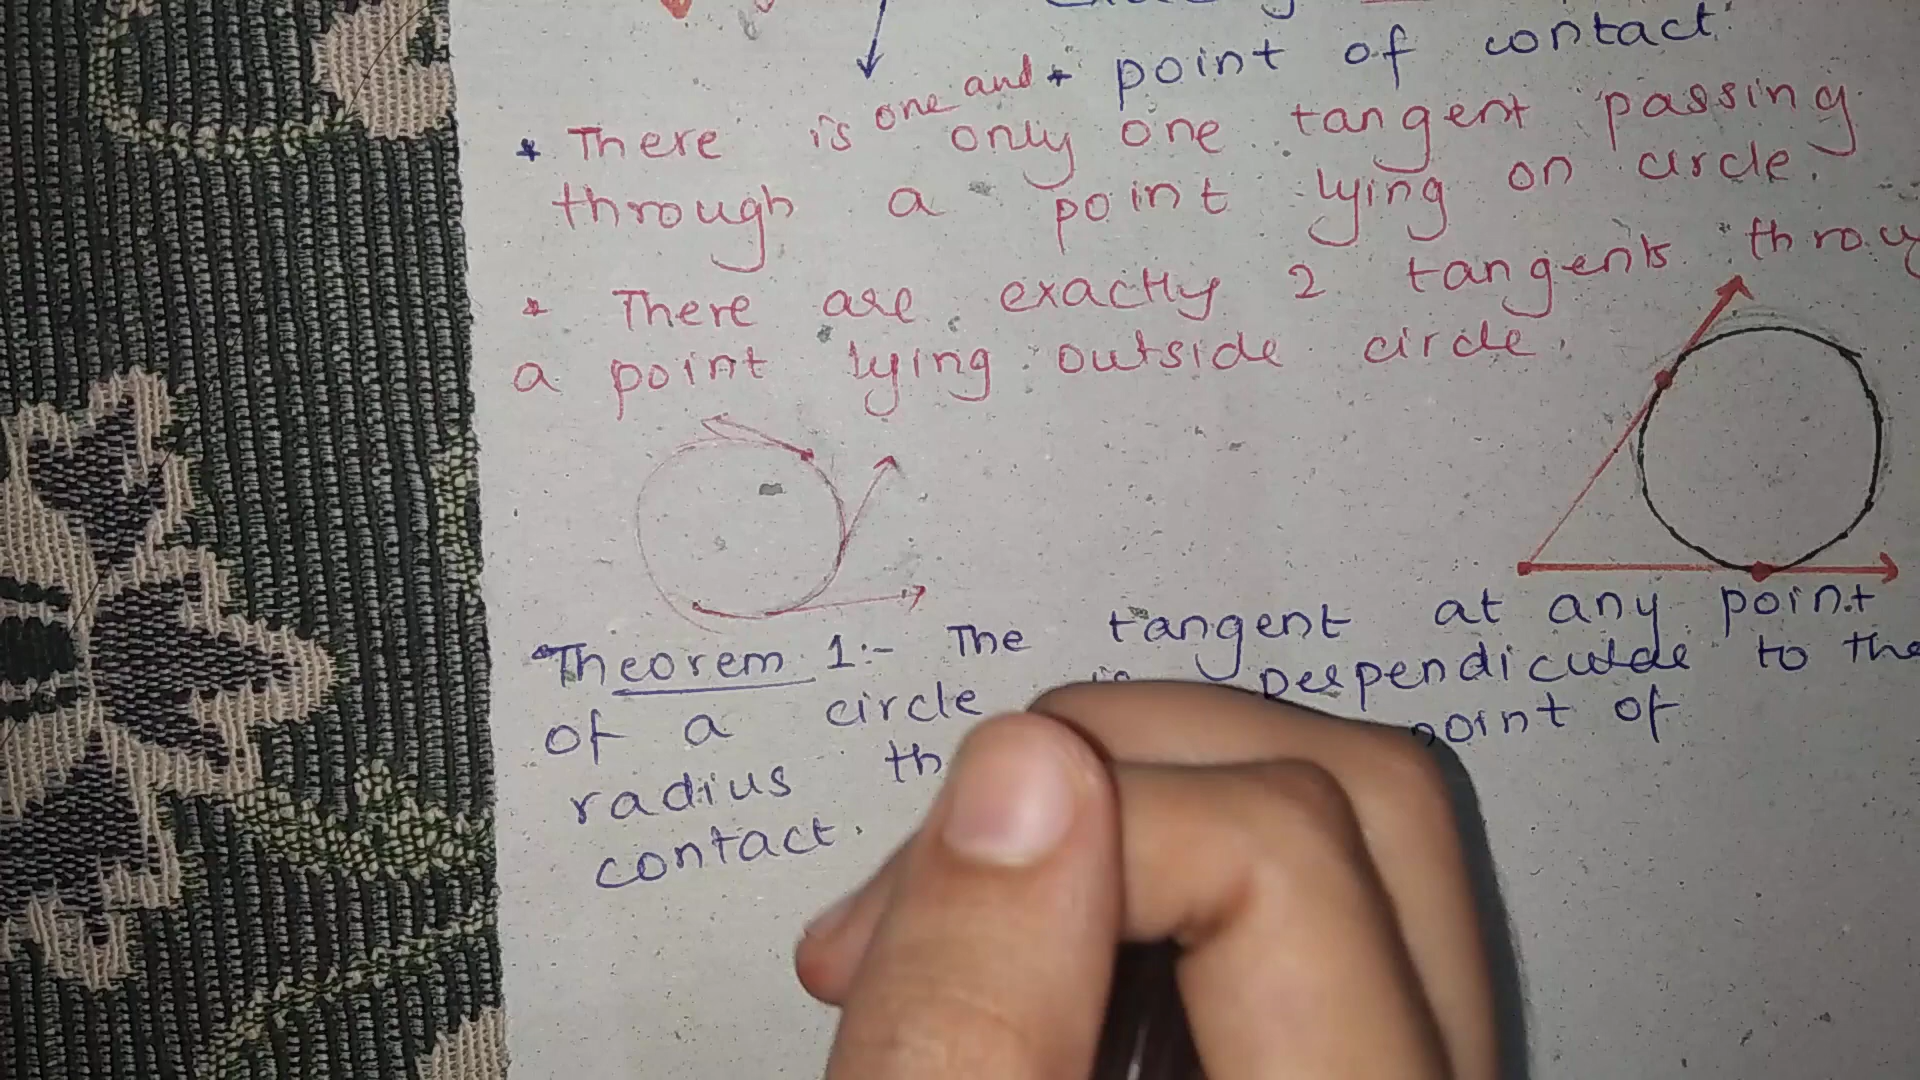 point of contact
* There is one and only one tangent passing
through a point lying on circle.
* There are exactly 2 tangents throug
a point lying outside circle.
Theorem 1:- The tangent at any point
of a circle is perpendicular to the
radius th point of
contact.